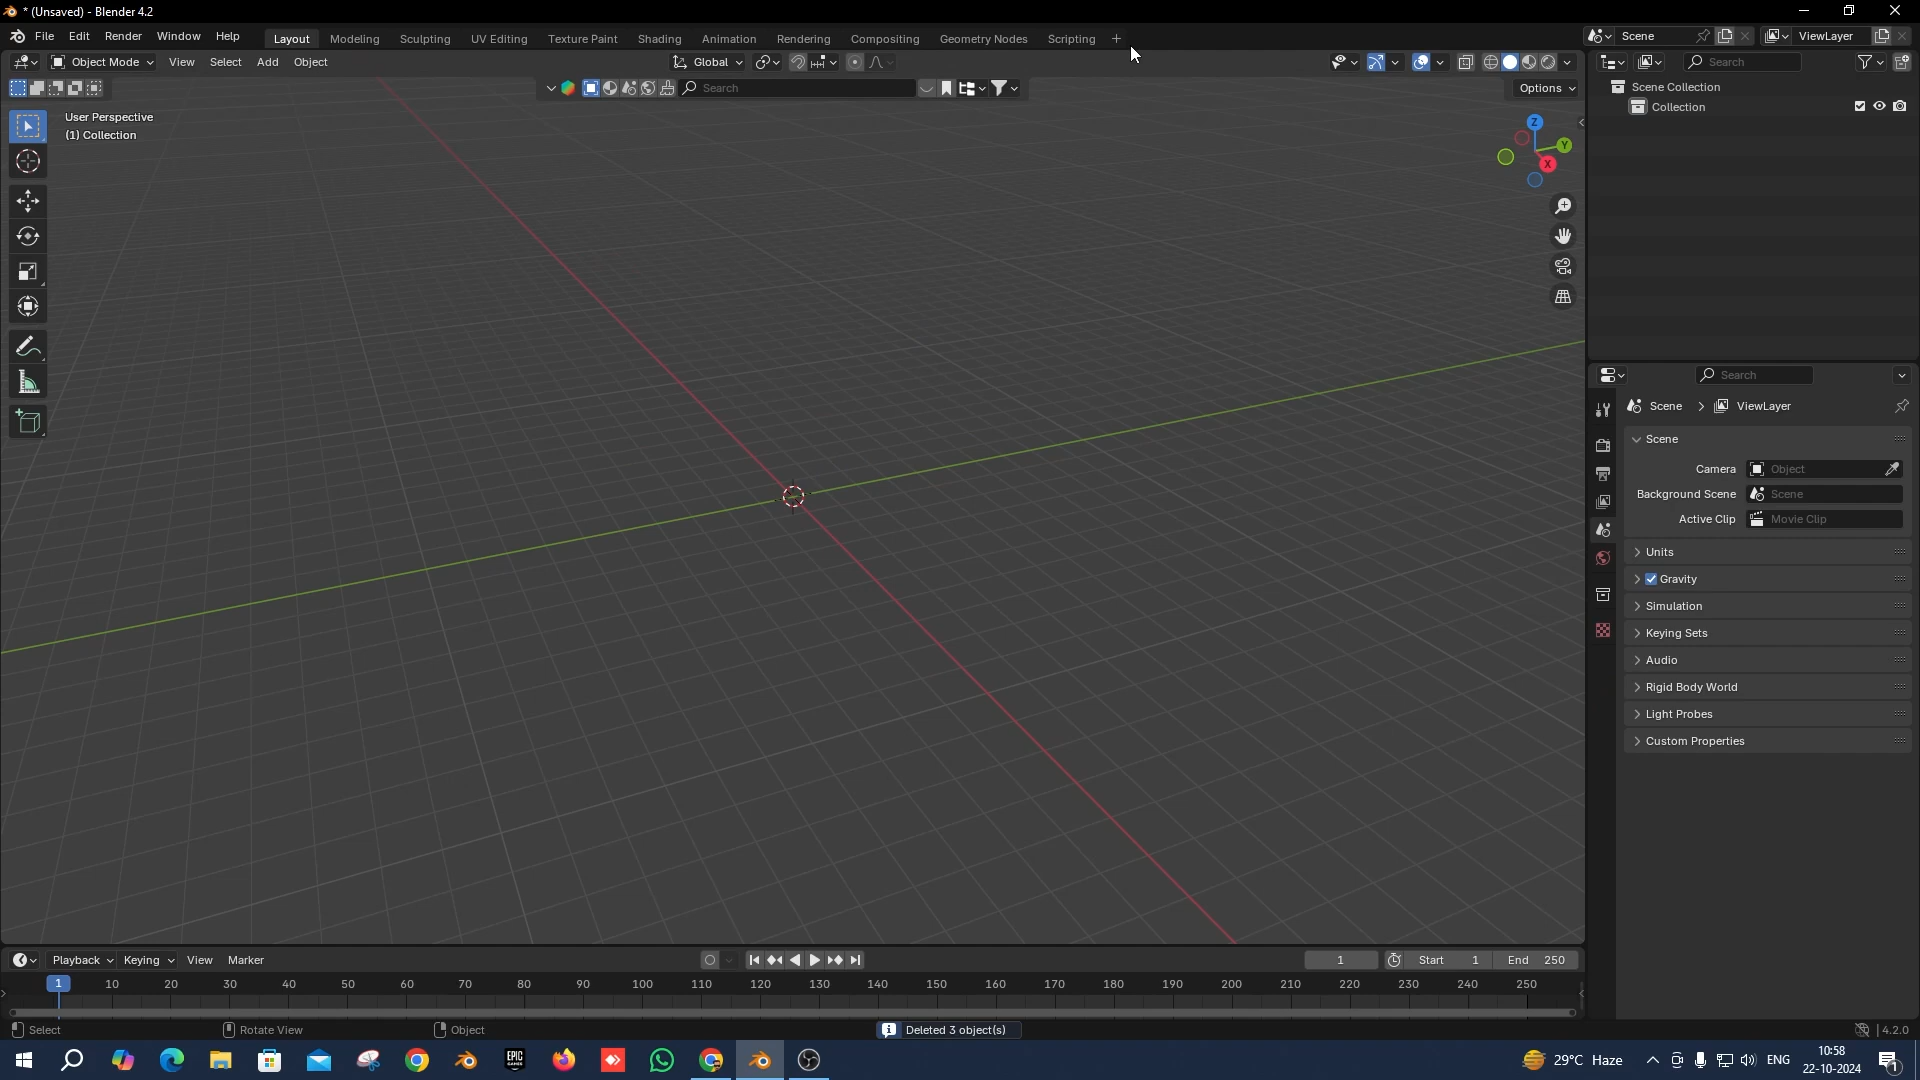 * (Unsaved) - Blender 4.2
File Edit Render Window Help Layout Modeling Sculpting UV Editing Texture Paint Shading Animation Rendering Compositing Geometry Nodes Scripting + Scene ViewLayer
Object Mode View Select Add Object Global Search
Search Options
User Perspective
(1) Collection
Z
Y
X
Scene Collection
Collection
Search
Scene > ViewLayer
Scene
Camera Object
Background Scene Scene
Active Clip Movie Clip
Units
Gravity
Simulation
Keying Sets
Audio
Rigid Body World
Light Probes
Custom Properties
Playback Keying View Marker 1 Start 1 End 250
1 10 20 30 40 50 60 70 80 90 100 110 120 130 140 150 160 170 180 190 200 210 220 230 240 250
Select Rotate View Object Deleted 3 object(s) 4.2.0
EPIC GAMES 29°C Haze ENG 10:58
22-10-2024 1